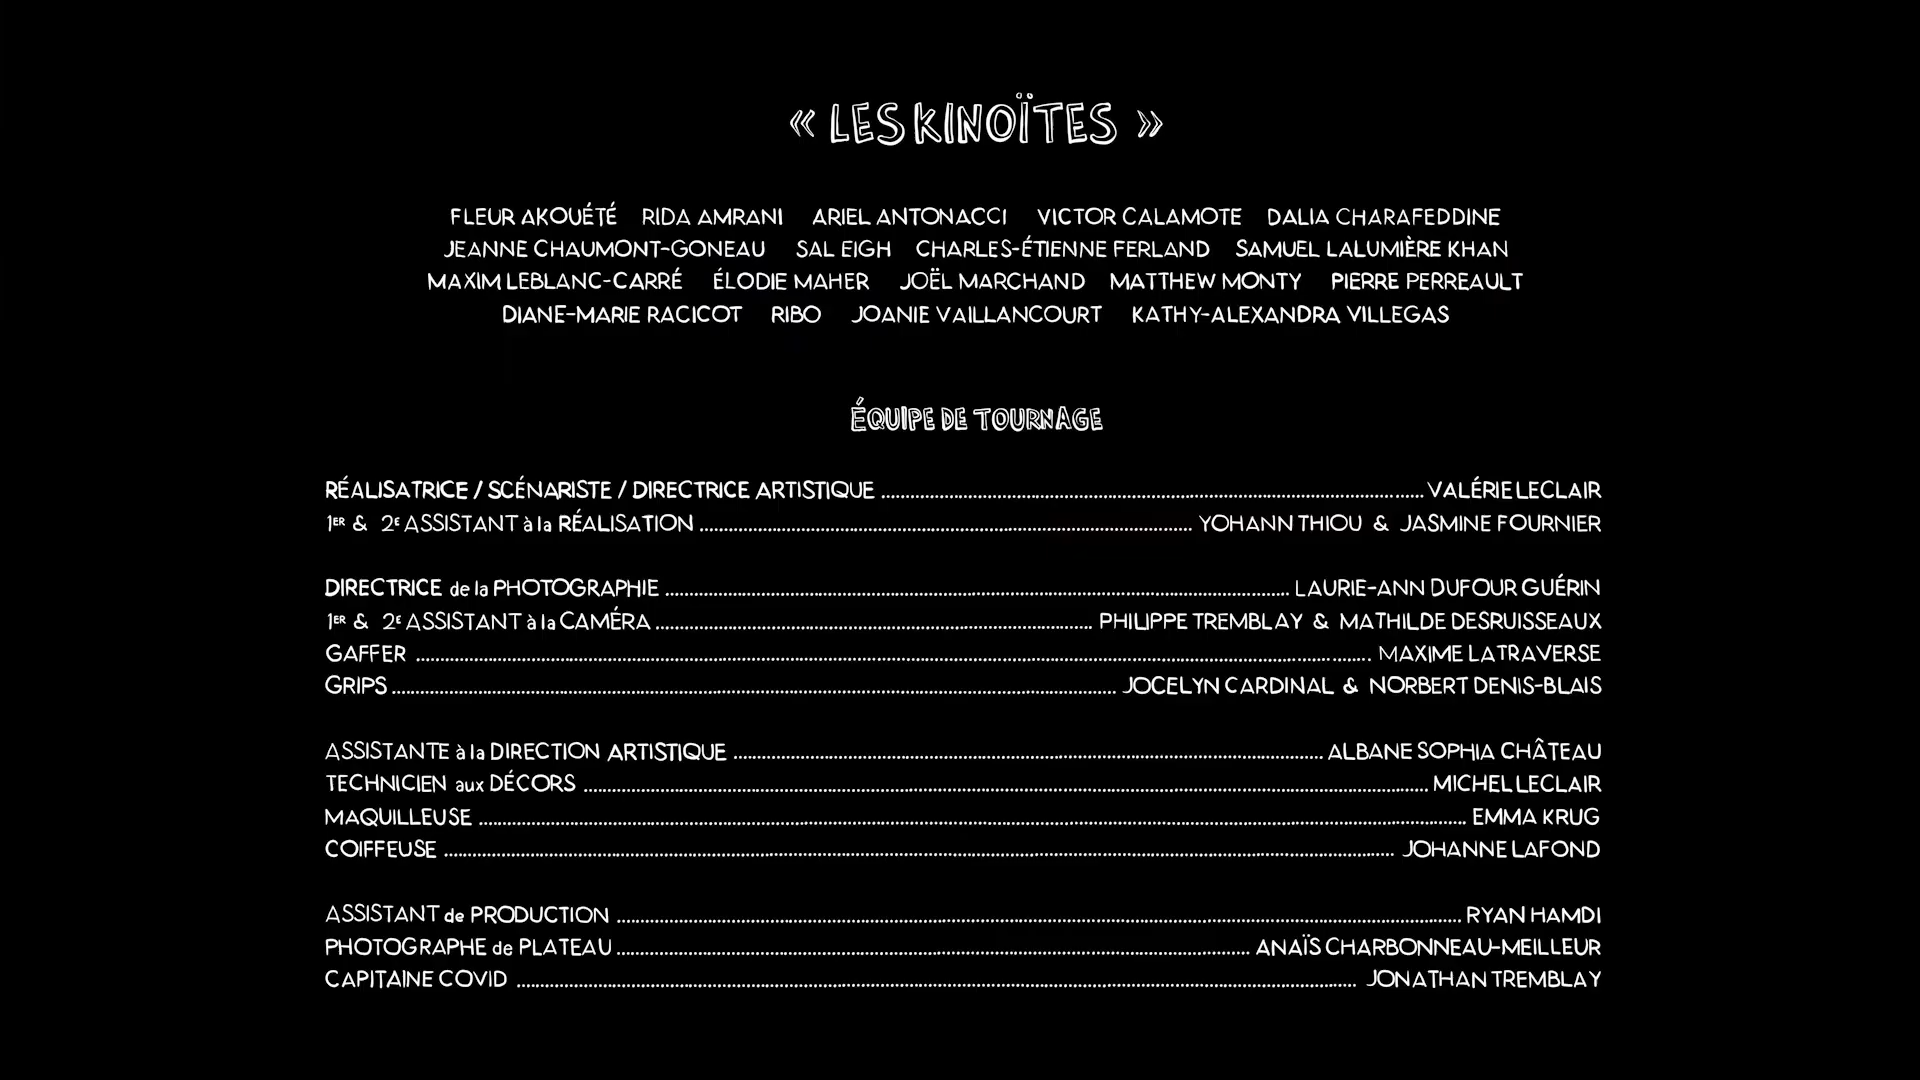 « LES KINOÏTES »
FLEUR AKOUÉTÉ RIDA AMRANI ARIEL ANTONACCI VICTOR CALAMOTE DALIA CHARAFEDDINE
JEANNE CHAUMONT-GONEAU SAL EIGH CHARLES-ÉTIENNE FERLAND SAMUEL LALUMIÈRE KHAN
MAXIM LEBLANC-CARRÉ ÉLODIE MAHER JOËL MARCHAND MATTHEW MONTY PIERRE PERREAULT
DIANE-MARIE RACICOT RIBO JOANIE VAILLANCOURT KATHY-ALEXANDRA VILLEGAS
ÉQUIPE DE TOURNAGE
RÉALISATRICE / SCÉNARISTE / DIRECTRICE ARTISTIQUE ........ VALÉRIE LECLAIR
1ER & 2E ASSISTANT à la RÉALISATION ........ YOHANN THIOU & JASMINE FOURNIER
DIRECTRICE de la PHOTOGRAPHIE ........ LAURIE-ANN DUFOUR GUÉRIN
1ER & 2E ASSISTANT à la CAMÉRA ........ PHILIPPE TREMBLAY & MATHILDE DESRUISSEAUX
GAFFER ........ MAXIME LATRAVERSE
GRIPS ........ JOCELYN CARDINAL & NORBERT DENIS-BLAIS
ASSISTANTE à la DIRECTION ARTISTIQUE ........ ALBANE SOPHIA CHÂTEAU
TECHNICIEN aux DÉCORS ........ MICHEL LECLAIR
MAQUILLEUSE ........ EMMA KRUG
COIFFEUSE ........ JOHANNE LAFOND
ASSISTANT de PRODUCTION ........ RYAN HAMDI
PHOTOGRAPHE de PLATEAU ........ ANAÏS CHARBONNEAU-MEILLEUR
CAPITAINE COVID ........ JONATHAN TREMBLAY